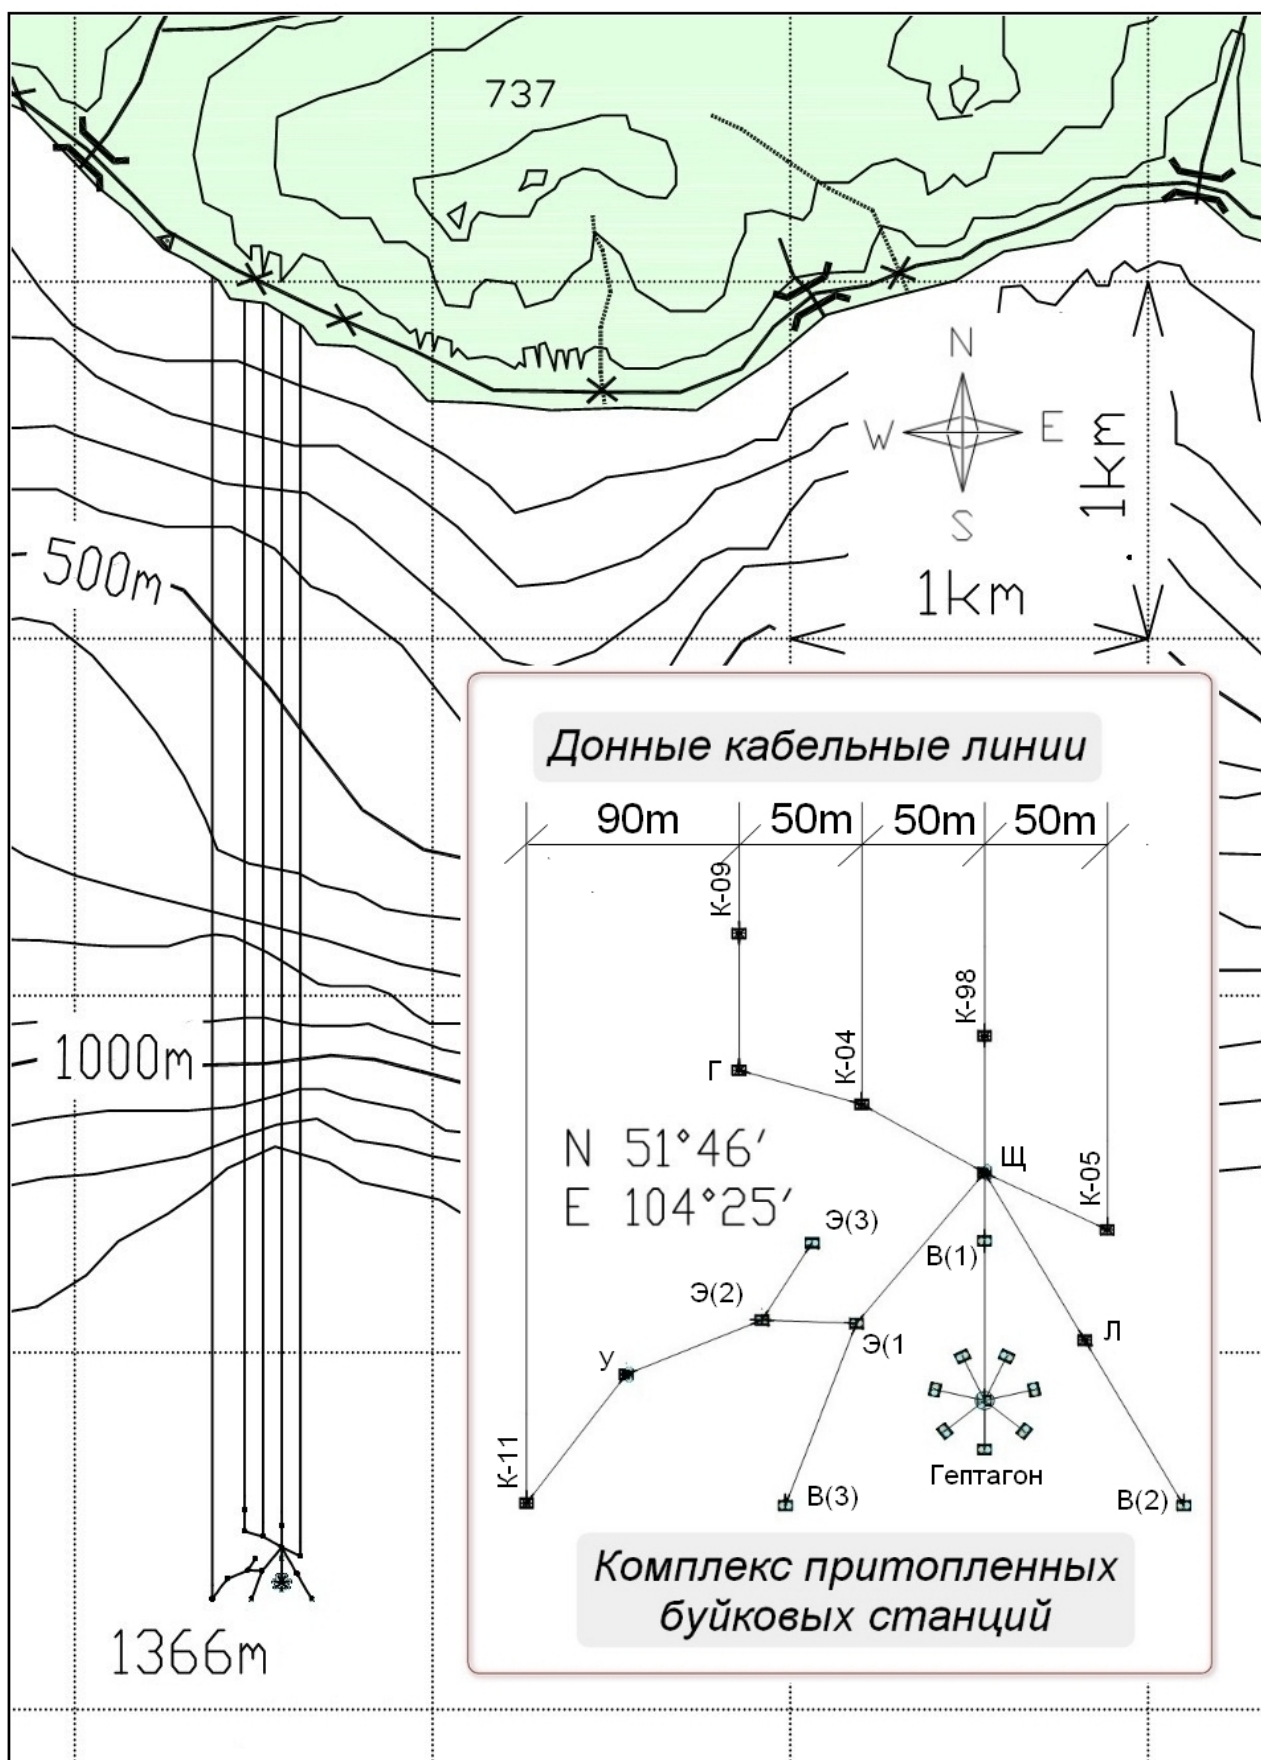 737
N
W
E
S
1km
1km
500m
Донные кабельные линии
90m
50m
50m
50m
К-09
К-98
К-04
Г
1000m
N 51°46′
E 104°25′
Щ
К-05
Э(3)
В(1)
Э(2)
Э(1
Л
У
К-11
Гептагон
В(3)
В(2)
Комплекс притопленных
буйковых станций
1366m